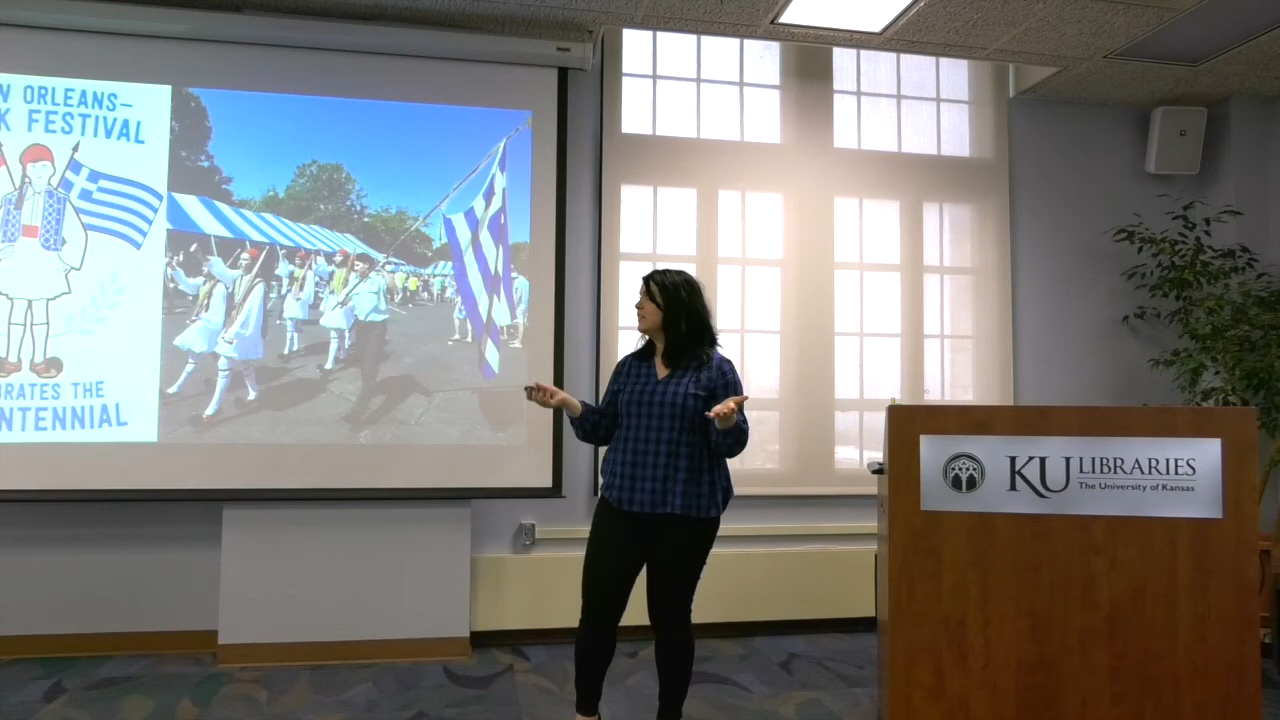 W ORLEANS–
K FESTIVAL
BRATES THE
NTENNIAL
KU LIBRARIES
The University of Kansas